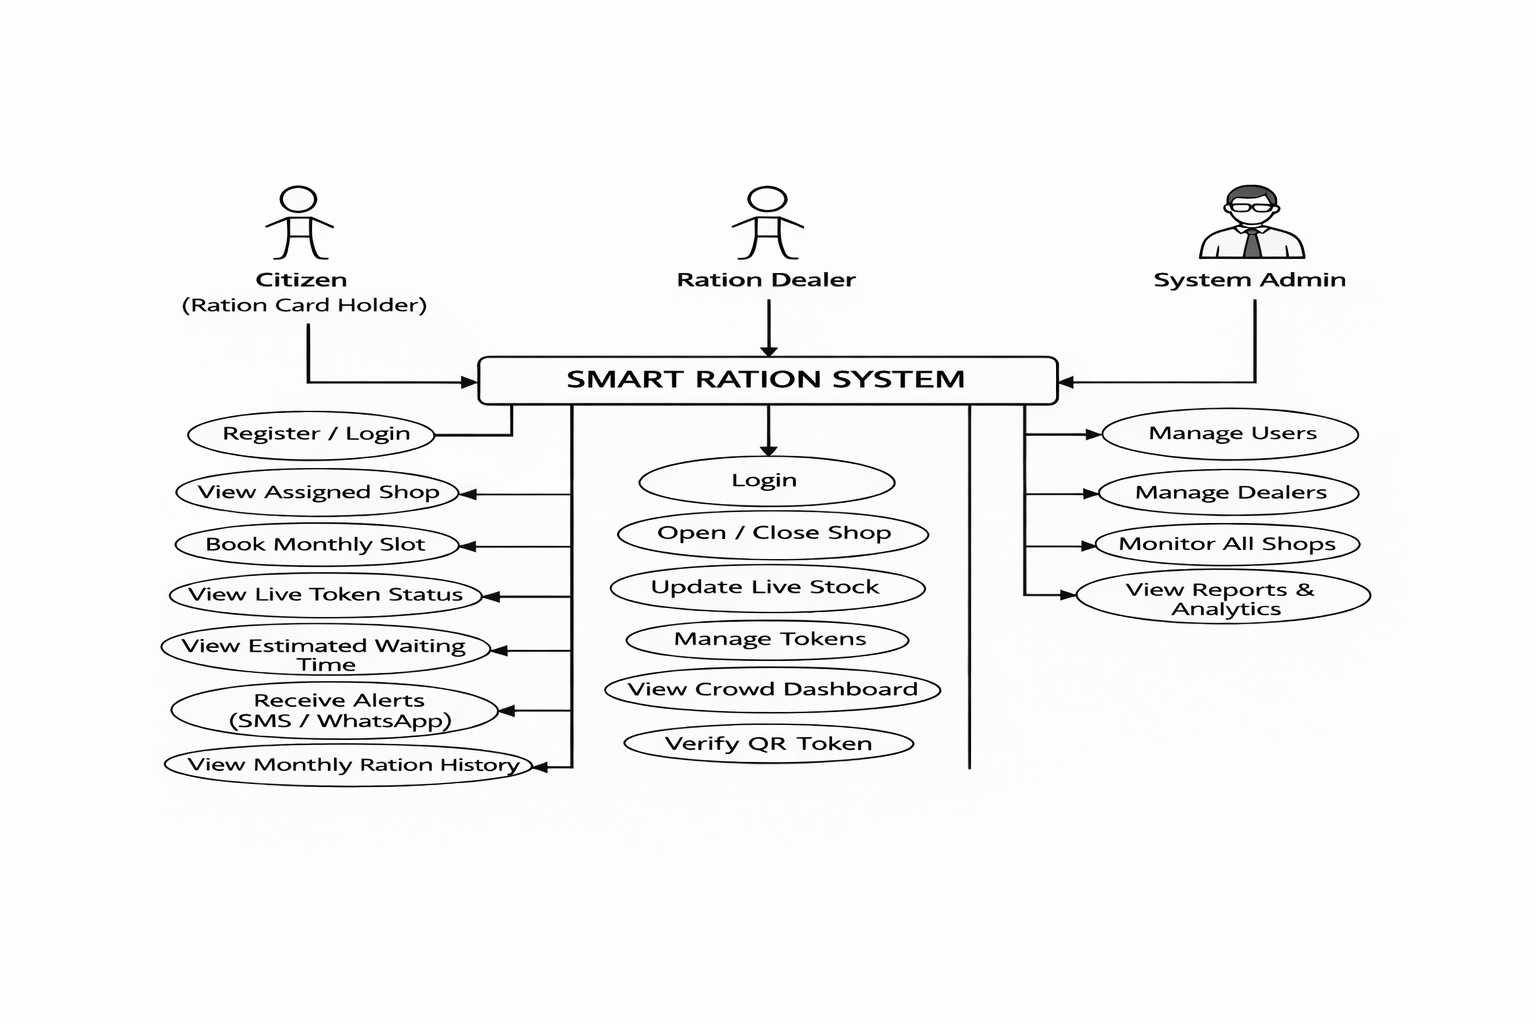 Citizen
(Ration Card Holder)
Ration Dealer
System Admin
SMART RATION SYSTEM
Register / Login
View Assigned Shop
Book Monthly Slot
View Live Token Status
View Estimated Waiting
Time
Receive Alerts
(SMS / WhatsApp)
View Monthly Ration History
Login
Open / Close Shop
Update Live Stock
Manage Tokens
View Crowd Dashboard
Verify QR Token
Manage Users
Manage Dealers
Monitor All Shops
View Reports &
Analytics